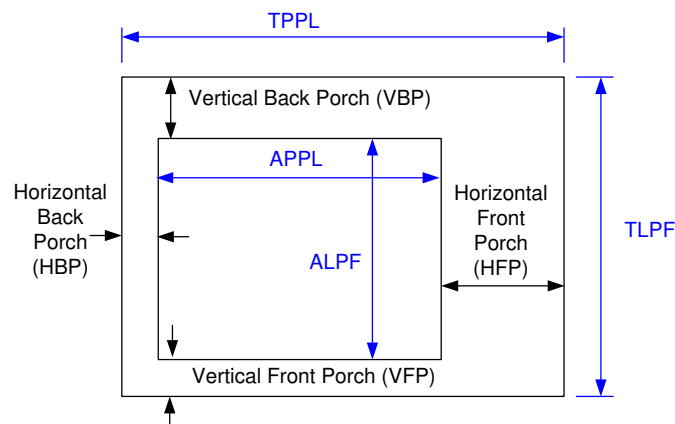 TPPL
Vertical Back Porch (VBP)
APPL
Horizontal
Back
Porch
(HBP)
Horizontal
Front
Porch
(HFP)
TLPF
ALPF
Vertical Front Porch (VFP)